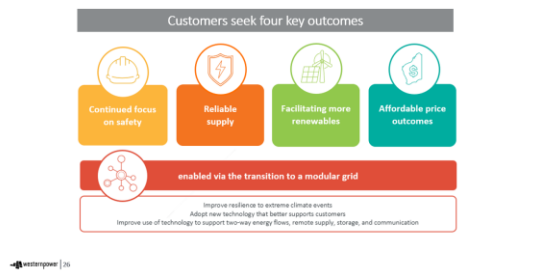 Customers seek four key outcomes
Continued focus
on safety
Reliable
supply
Facilitating more
renewables
Affordable price
outcomes
enabled via the transition to a modular grid
Improve resilience to extreme climate events
Adopt new technology that better supports customers
Improve use of technology to support two-way energy flows, remote supply, storage, and communication
westernpower | 26